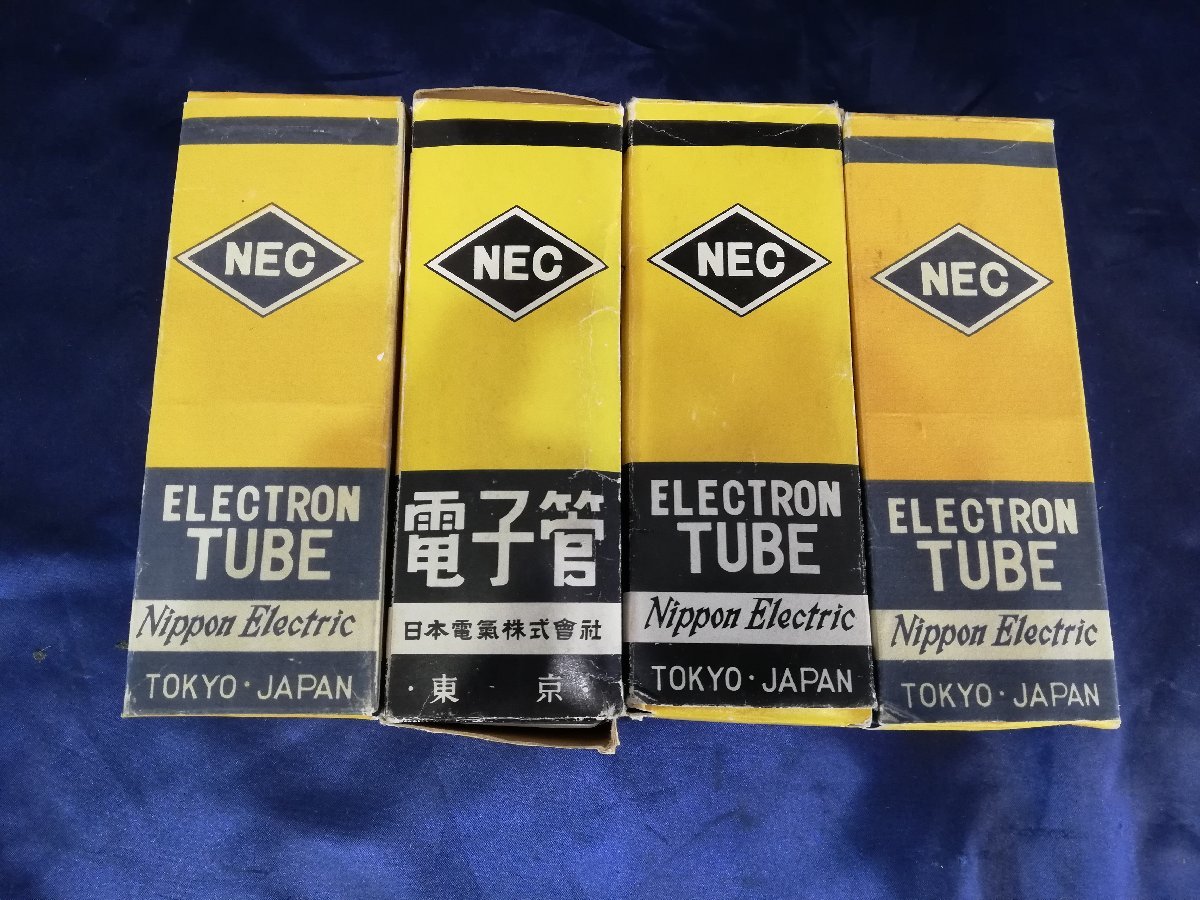 NEC
ELECTRON
TUBE
Nippon Electric
TOKYO・JAPAN
NEC
電子管
日本電氣株式會社
・東京
NEC
ELECTRON
TUBE
Nippon Electric
TOKYO・JAPAN
NEC
ELECTRON
TUBE
Nippon Electric
TOKYO・JAPAN